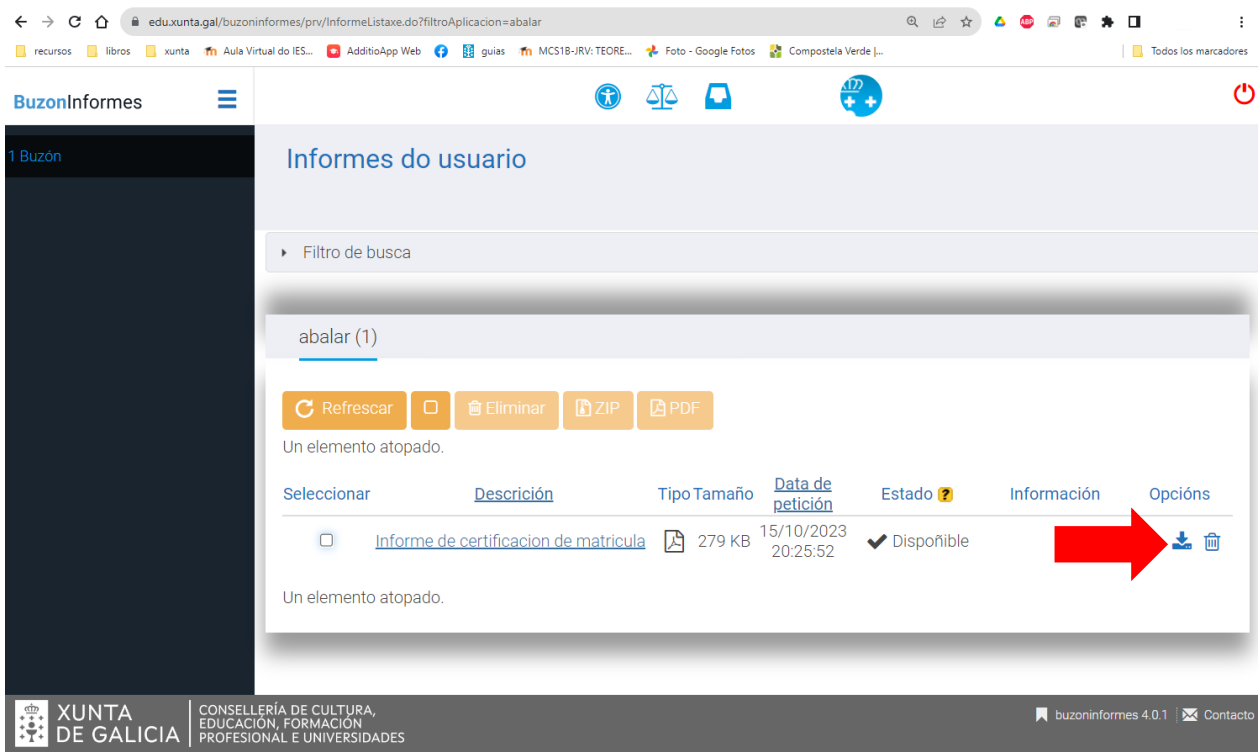 edu.xunta.gal/buzoninformes/prv/InformeListaxe.do?filtroAplicacion=abalar
ABP
recursos libros xunta Aula Virtual do IES... AdditioApp Web guias MCS1B-JRV: TEORE... Foto - Google Fotos Compostela Verde |... Todos los marcadores
BuzonInformes
1 Buzón
Informes do usuario
Filtro de busca
abalar (1)
Refrescar Eliminar ZIP PDF
Un elemento atopado.
Seleccionar Descrición Tipo Tamaño Data de petición Estado ? Información Opcións
Informe de certificacion de matricula 279 KB 15/10/2023 20:25:52 Dispoñible
Un elemento atopado.
XUNTA DE GALICIA
CONSELLERÍA DE CULTURA,
EDUCACIÓN, FORMACIÓN
PROFESIONAL E UNIVERSIDADES
buzoninformes 4.0.1 Contacto